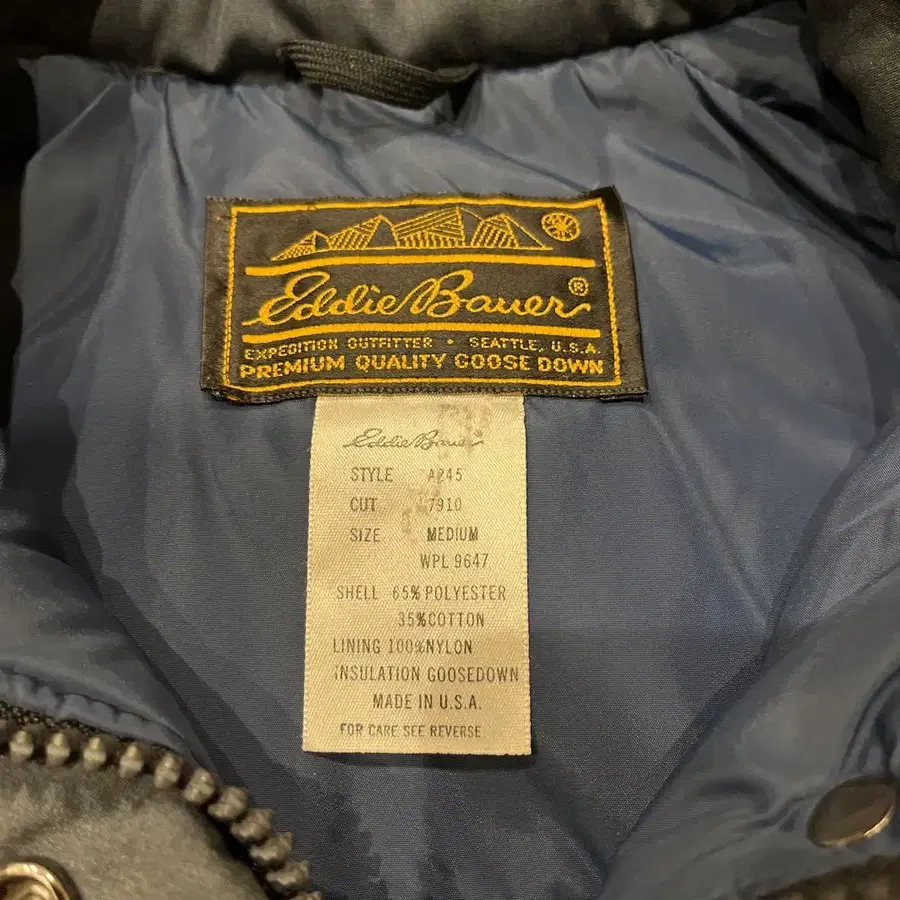 Eddie Bauer®
EXPEDITION OUTFITTER • SEATTLE, U.S.A.
PREMIUM QUALITY GOOSE DOWN
Eddie Bauer
STYLE A245
CUT 7910
SIZE MEDIUM
WPL 9647
SHELL 65% POLYESTER
35% COTTON
LINING 100% NYLON
INSULATION GOOSEDOWN
MADE IN U.S.A.
FOR CARE SEE REVERSE